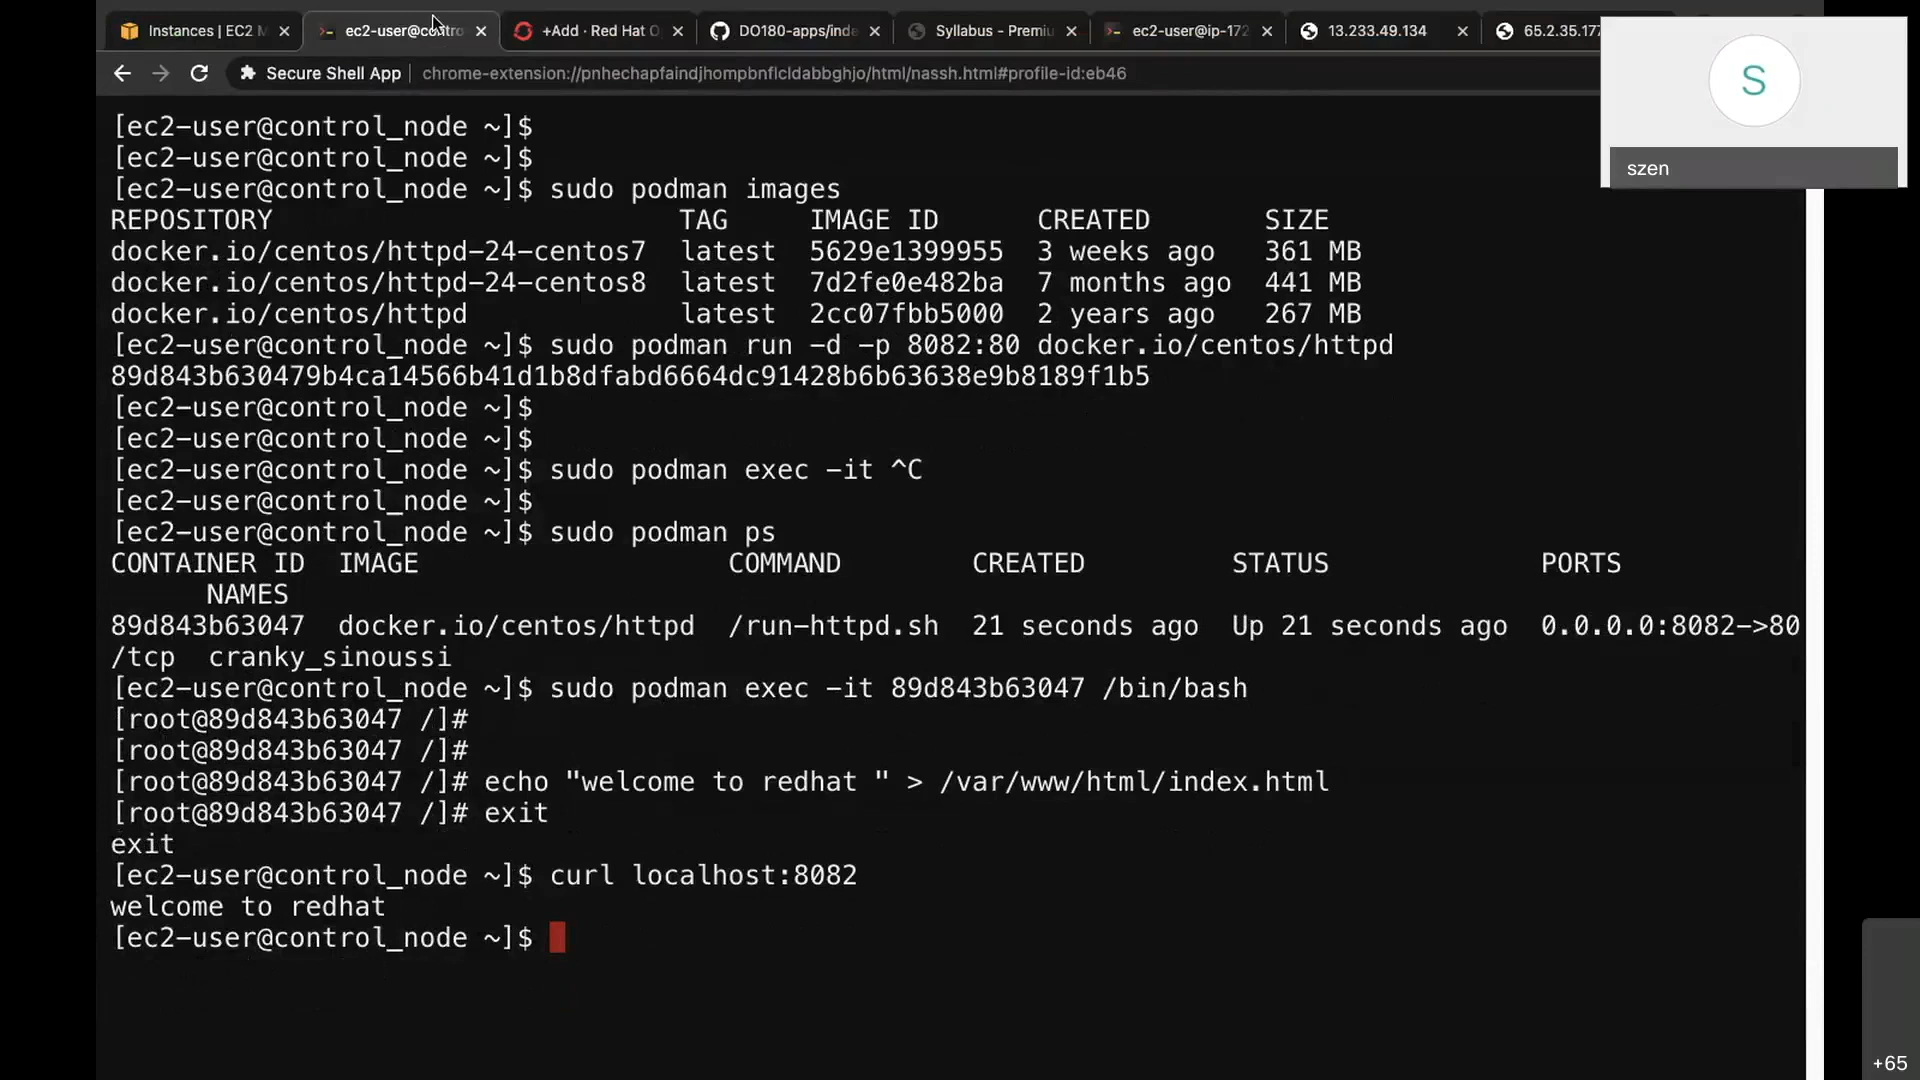 Instances | EC2 M
ec2-user@contro
+Add · Red Hat O
DO180-apps/inde
Syllabus - Premiu
ec2-user@ip-172
13.233.49.134
65.2.35.177
Secure Shell App
chrome-extension://pnhechapfaindjhompbnflcldabbghjo/html/nassh.html#profile-id:eb46
S
szen
[ec2-user@control_node ~]$
[ec2-user@control_node ~]$
[ec2-user@control_node ~]$ sudo podman images
REPOSITORY TAG IMAGE ID CREATED SIZE
docker.io/centos/httpd-24-centos7 latest 5629e1399955 3 weeks ago 361 MB
docker.io/centos/httpd-24-centos8 latest 7d2fe0e482ba 7 months ago 441 MB
docker.io/centos/httpd latest 2cc07fbb5000 2 years ago 267 MB
[ec2-user@control_node ~]$ sudo podman run -d -p 8082:80 docker.io/centos/httpd
89d843b630479b4ca14566b41d1b8dfabd6664dc91428b6b63638e9b8189f1b5
[ec2-user@control_node ~]$
[ec2-user@control_node ~]$
[ec2-user@control_node ~]$ sudo podman exec -it ^C
[ec2-user@control_node ~]$
[ec2-user@control_node ~]$ sudo podman ps
CONTAINER ID IMAGE COMMAND CREATED STATUS PORTS
NAMES
89d843b63047 docker.io/centos/httpd /run-httpd.sh 21 seconds ago Up 21 seconds ago 0.0.0.0:8082->80
/tcp cranky_sinoussi
[ec2-user@control_node ~]$ sudo podman exec -it 89d843b63047 /bin/bash
[root@89d843b63047 /]#
[root@89d843b63047 /]#
[root@89d843b63047 /]# echo "welcome to redhat " > /var/www/html/index.html
[root@89d843b63047 /]# exit
exit
[ec2-user@control_node ~]$ curl localhost:8082
welcome to redhat
[ec2-user@control_node ~]$
+65